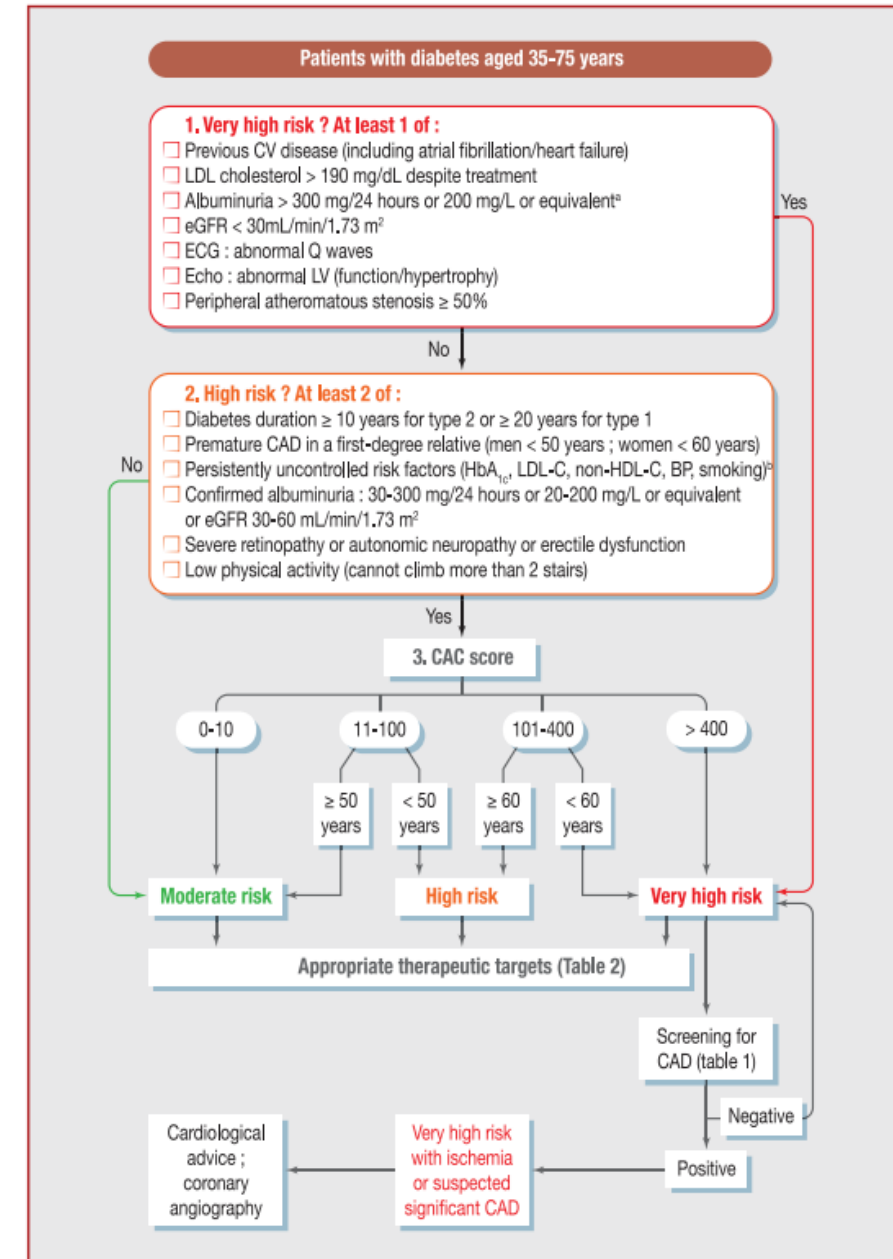 Patients with diabetes aged 35-75 years
1. Very high risk ? At least 1 of :
Previous CV disease (including atrial fibrillation/heart failure)
LDL cholesterol > 190 mg/dL despite treatment
Albuminuria > 300 mg/24 hours or 200 mg/L or equivalentᵃ
eGFR < 30mL/min/1.73 m²
ECG : abnormal Q waves
Echo : abnormal LV (function/hypertrophy)
Peripheral atheromatous stenosis ≥ 50%
Yes
No
2. High risk ? At least 2 of :
Diabetes duration ≥ 10 years for type 2 or ≥ 20 years for type 1
Premature CAD in a first-degree relative (men < 50 years ; women < 60 years)
Persistently uncontrolled risk factors (HbA₁c, LDL-C, non-HDL-C, BP, smoking)ᵇ
Confirmed albuminuria : 30-300 mg/24 hours or 20-200 mg/L or equivalent
or eGFR 30-60 mL/min/1.73 m²
Severe retinopathy or autonomic neuropathy or erectile dysfunction
Low physical activity (cannot climb more than 2 stairs)
No
Yes
3. CAC score
0-10
11-100
101-400
> 400
≥ 50
years
< 50
years
≥ 60
years
< 60
years
Moderate risk
High risk
Very high risk
Appropriate therapeutic targets (Table 2)
Screening for
CAD (table 1)
Negative
Positive
Very high risk
with ischemia
or suspected
significant CAD
Cardiological
advice ;
coronary
angiography